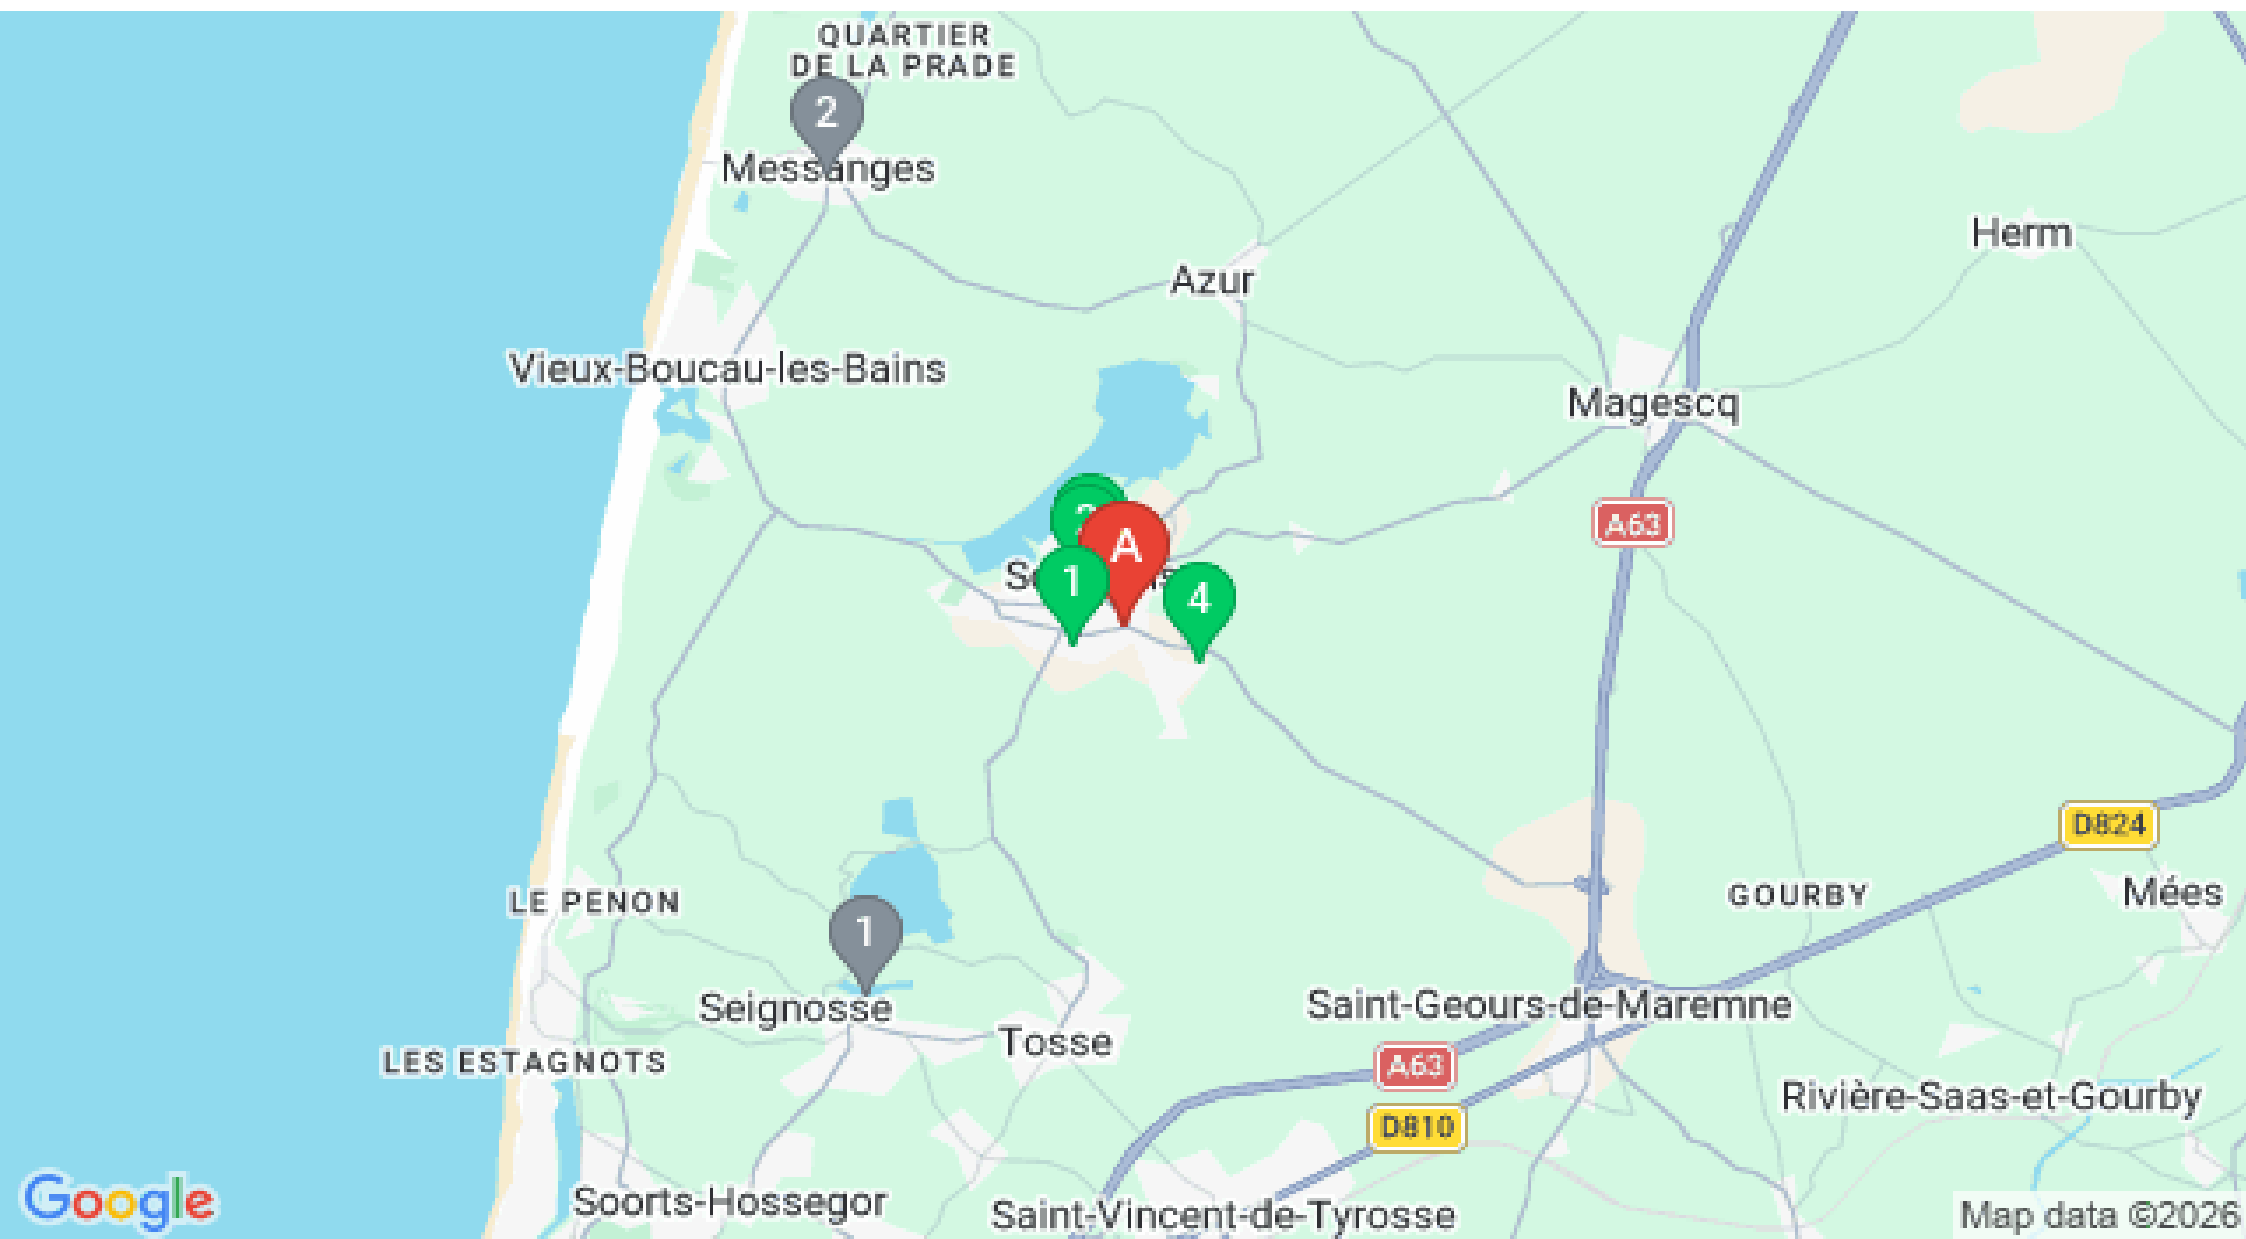 QUARTIER
DE LA PRADE
2
Messanges
Herm
Azur
Vieux-Boucau-les-Bains
Magescq
A63
A
1
4
D824
LE PENON
GOURBY
Mées
1
Seignosse
Saint-Geours-de-Maremne
Tosse
LES ESTAGNOTS
A63
Rivière-Saas-et-Gourby
D810
Google
Soorts-Hossegor
Saint-Vincent-de-Tyrosse
Map data ©2026